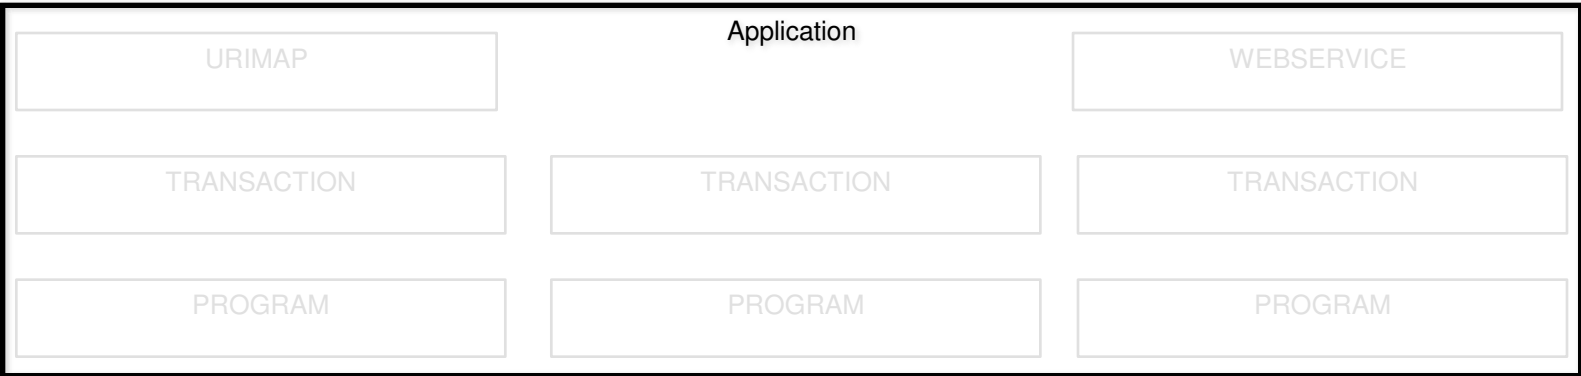 Application
URIMAP
WEBSERVICE
TRANSACTION
TRANSACTION
TRANSACTION
PROGRAM
PROGRAM
PROGRAM